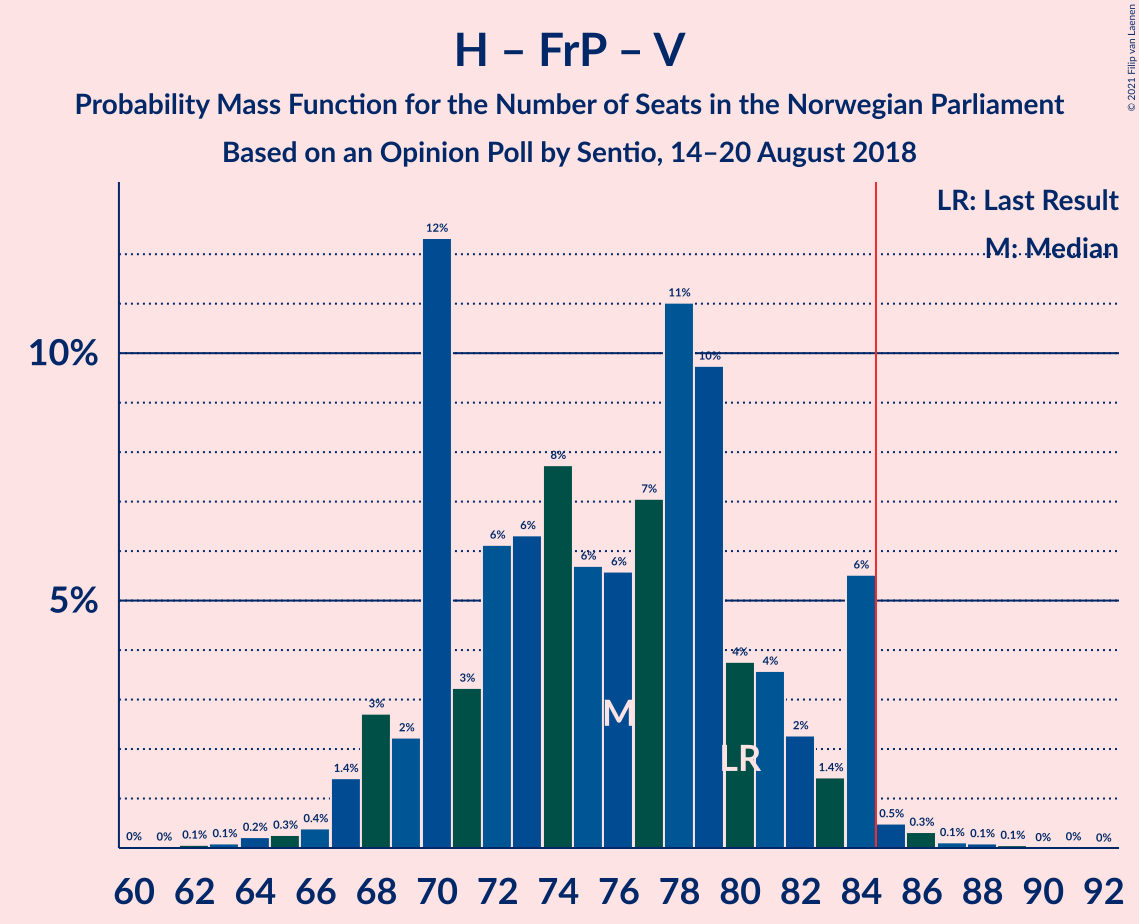 H – FrP – V
Probability Mass Function for the Number of Seats in the Norwegian Parliament
Based on an Opinion Poll by Sentio, 14–20 August 2018
© 2021 Filip van Laenen
LR: Last Result
M: Median
10%
5%
0% 0% 0.1% 0.1% 0.2% 0.3% 0.4% 1.4% 3% 2% 12% 3% 6% 6% 8% 6% 6% 7% 11% 10% 4% 4% 2% 1.4% 6% 0.5% 0.3% 0.1% 0.1% 0.1% 0% 0% 0%
M
LR
60 62 64 66 68 70 72 74 76 78 80 82 84 86 88 90 92